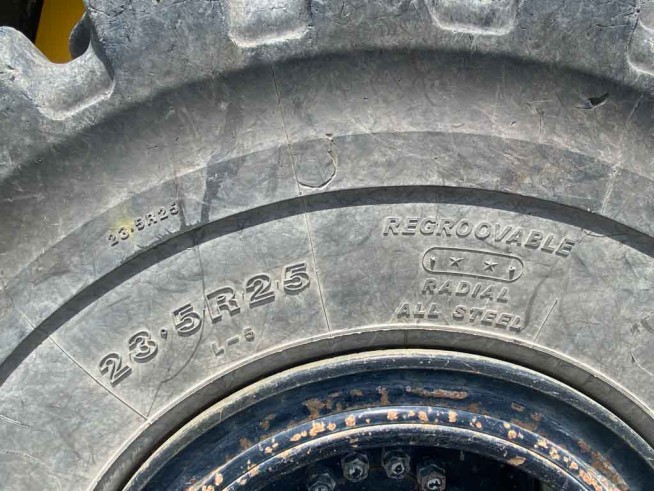 23.5R25
23.5R25
L-5
REGROOVABLE
★ ★
RADIAL
ALL STEEL